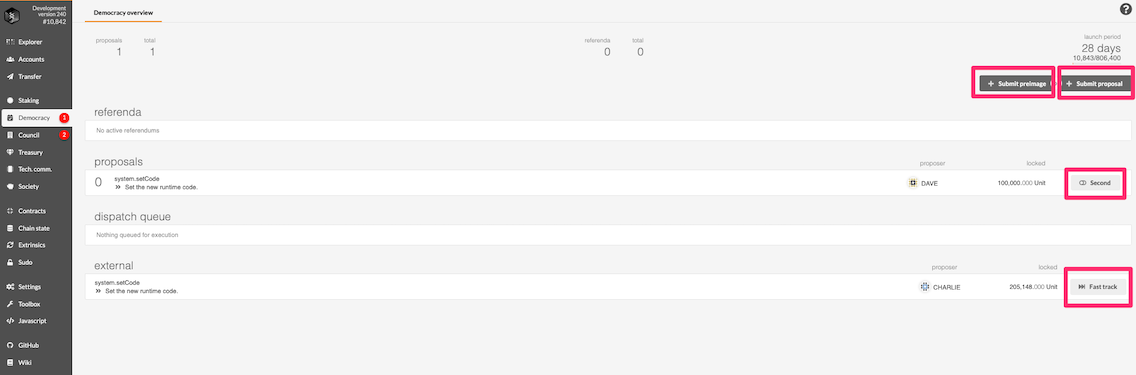 Development
version 240
#10,842
Explorer
Accounts
Transfer
Staking
Democracy 1
Council 2
Treasury
Tech. comm.
Society
Contracts
Chain state
Extrinsics
Sudo
Settings
Toolbox
Javascript
GitHub
Wiki
Democracy overview
proposals total referenda total launch period
1 1 0 0 28 days
10,843/806,400
+ Submit preimage + Submit proposal
referenda
No active referendums
proposals proposer locked
0 system.setCode DAVE 100,000.000 Unit Second
Set the new runtime code.
dispatch queue
Nothing queued for execution
external proposer locked
system.setCode CHARLIE 205,148.000 Unit Fast track
Set the new runtime code.